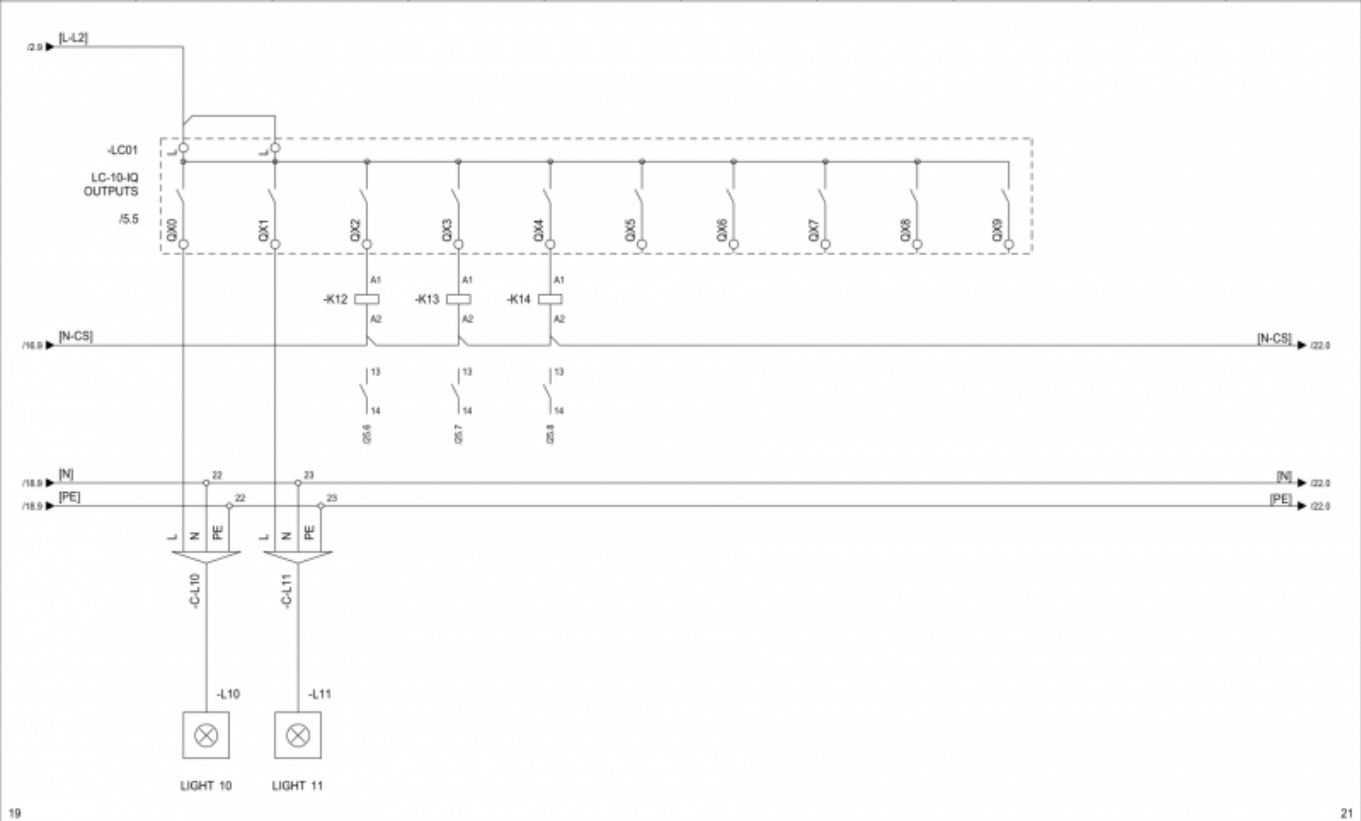 [L-L2]
/2.9
-LC01
L
L
LC-10-IQ
OUTPUTS
/5.5
QX0
QX1
QX2
QX3
QX4
QX5
QX6
QX7
QX8
QX9
A1
A1
A1
-K12
-K13
-K14
A2
A2
A2
[N-CS]
[N-CS]
/16.9
/22.0
13
13
13
14
14
14
/25.6
/25.7
/25.8
[N]
22
23
[N]
/18.9
/22.0
[PE]
22
23
[PE]
/18.9
/22.0
L
N
PE
L
N
PE
-C-L10
-C-L11
-L10
-L11
LIGHT 10
LIGHT 11
19
21